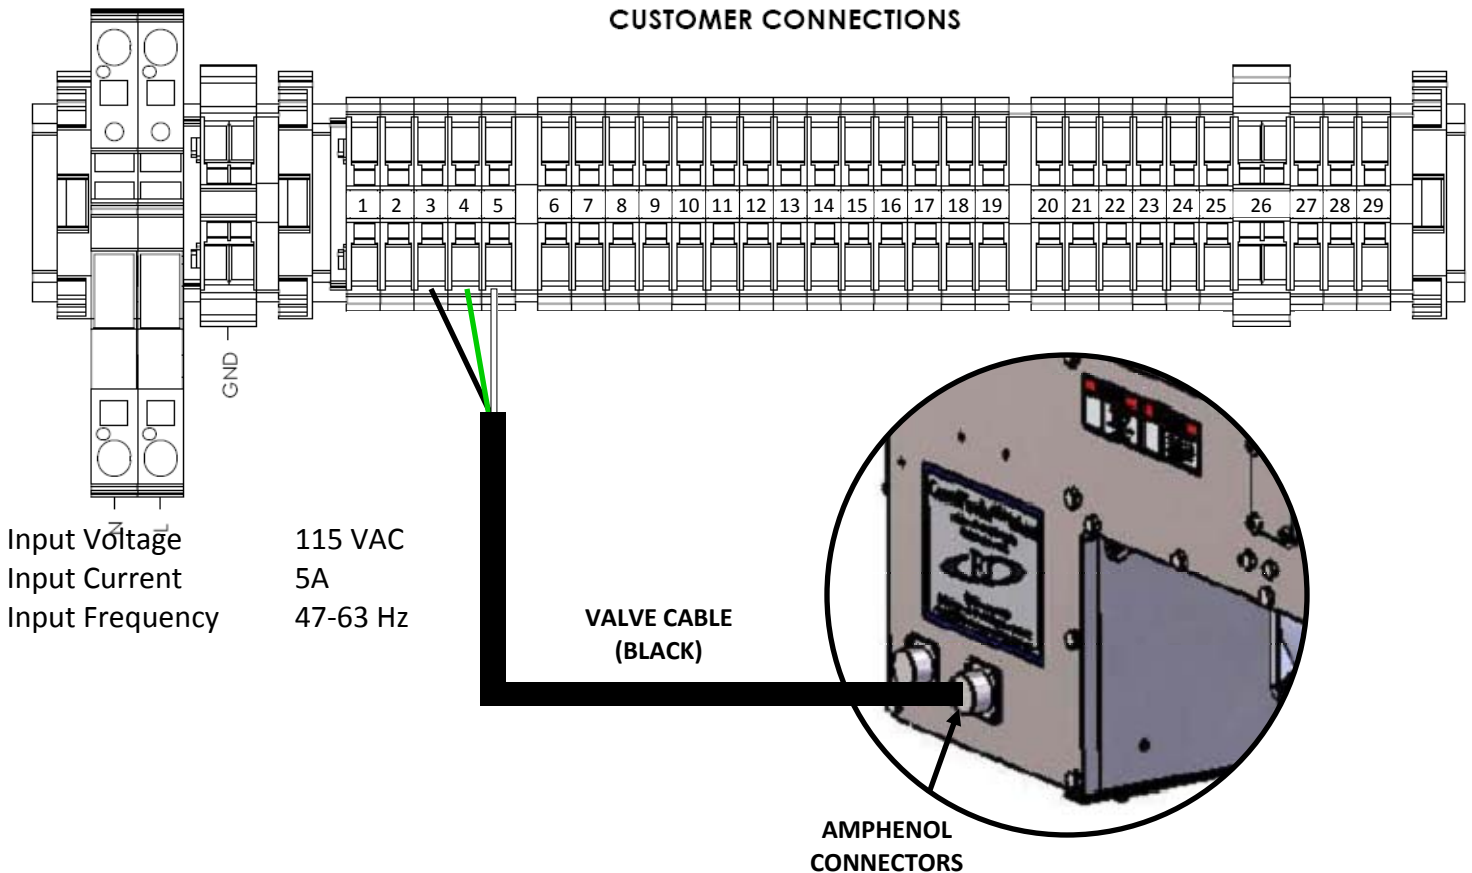 CUSTOMER CONNECTIONS
1 2 3 4 5 6 7 8 9 10 11 12 13 14 15 16 17 18 19 20 21 22 23 24 25 26 27 28 29
GND
N L
Input Voltage 115 VAC
Input Current 5A
Input Frequency 47-63 Hz
VALVE CABLE
(BLACK)
AMPHENOL
CONNECTORS